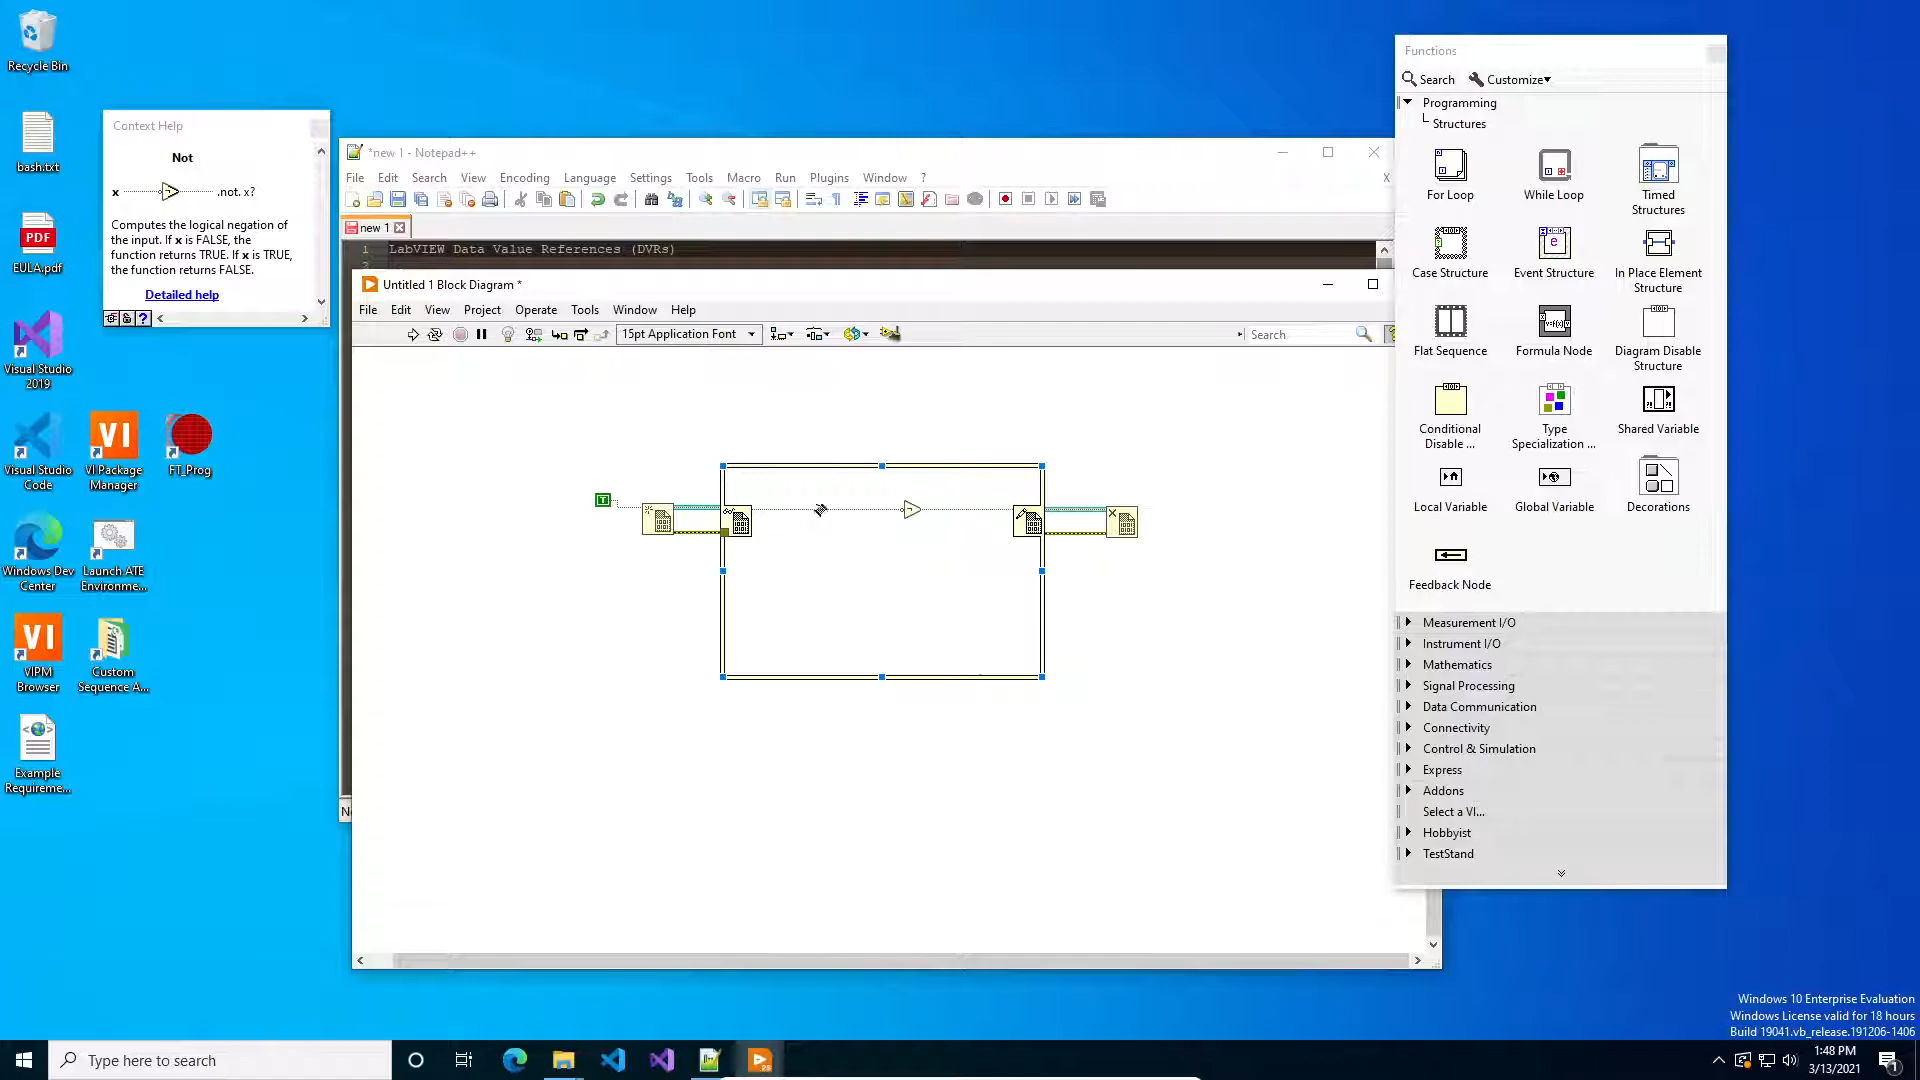 Recycle Bin
bash.txt
PDF
EULA.pdf
Visual Studio
2019
Visual Studio
Code
VI
VI Package
Manager
FT_Prog
Windows Dev
Center
Launch ATE
Environme...
VI
VIPM
Browser
Custom
Sequence A...
Example
Requireme...
Context Help
Not
x
.not. x?
Computes the logical negation of
the input. If x is FALSE, the
function returns TRUE. If x is TRUE,
the function returns FALSE.
Detailed help
?
*new 1 - Notepad++
File Edit Search View Encoding Language Settings Tools Macro Run Plugins Window ?
X
new 1
1 LabVIEW Data Value References (DVRs)
2
Untitled 1 Block Diagram *
File Edit View Project Operate Tools Window Help
15pt Application Font
Search
T
Functions
Search Customize
Programming
Structures
For Loop
While Loop
Timed
Structures
Case Structure
Event Structure
In Place Element
Structure
Flat Sequence
Formula Node
Diagram Disable
Structure
Conditional
Disable ...
Type
Specialization ...
Shared Variable
Local Variable
Global Variable
Decorations
Feedback Node
Measurement I/O
Instrument I/O
Mathematics
Signal Processing
Data Communication
Connectivity
Control & Simulation
Express
Addons
Select a VI...
Hobbyist
TestStand
Windows 10 Enterprise Evaluation
Windows License valid for 18 hours
Build 19041.vb_release.191206-1406
Type here to search
1:48 PM
3/13/2021
1